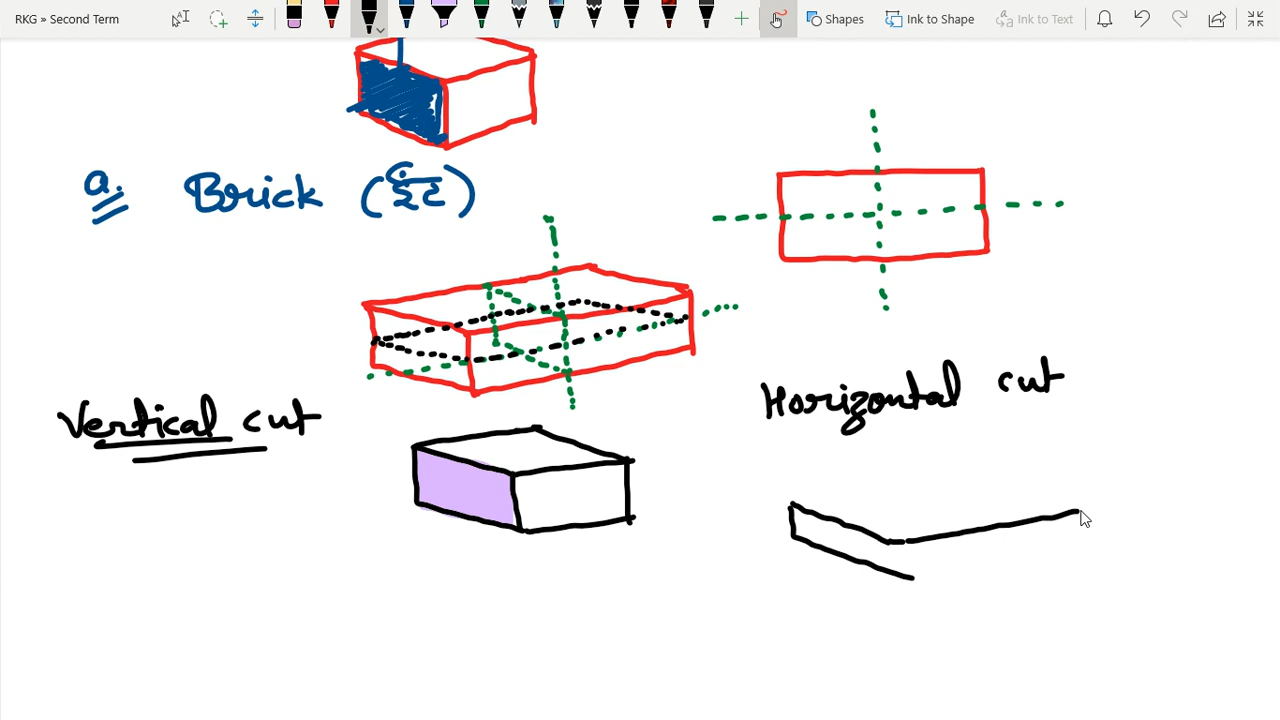 RKG » Second Term
Shapes
Ink to Shape
Ink to Text
a. Brick (ईंट)
Vertical cut
Horizontal cut